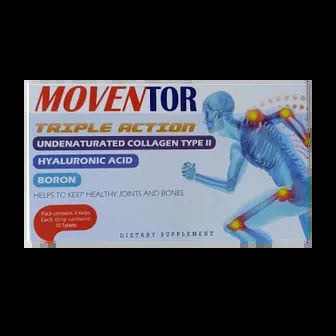 MOVENTOR
TRIPLE ACTION
UNDENATURATED COLLAGEN TYPE II
HYALURONIC ACID
BORON
HELPS TO KEEP HEALTHY JOINTS AND BONES
Pack contains 3 strips
Each strip contains:
10 Tablets
DIETARY SUPPLEMENT